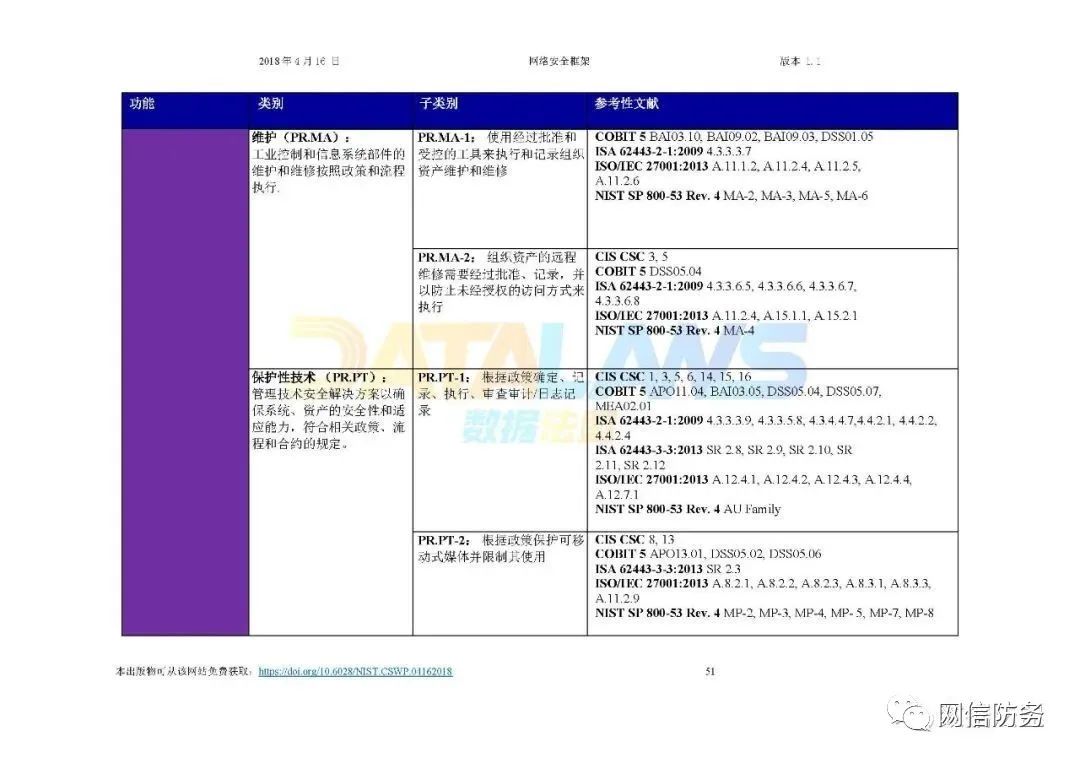 2018年4月16日 网络安全框架 版本 1.1
功能 类别 子类别 参考性文献
维护（PR.MA）：
工业控制和信息系统部件的
维护和维修按照政策和流程
执行.
PR.MA-1： 使用经过批准和
受控的工具来执行和记录组织
资产维护和维修
COBIT 5 BAI03.10, BAI09.02, BAI09.03, DSS01.05
ISA 62443-2-1:2009 4.3.3.3.7
ISO/IEC 27001:2013 A.11.1.2, A.11.2.4, A.11.2.5,
A.11.2.6
NIST SP 800-53 Rev. 4 MA-2, MA-3, MA-5, MA-6
PR.MA-2： 组织资产的远程
维修需要经过批准、记录，并
以防止未经授权的访问方式来
执行
CIS CSC 3, 5
COBIT 5 DSS05.04
ISA 62443-2-1:2009 4.3.3.6.5, 4.3.3.6.6, 4.3.3.6.7,
4.3.3.6.8
ISO/IEC 27001:2013 A.11.2.4, A.15.1.1, A.15.2.1
NIST SP 800-53 Rev. 4 MA-4
保护性技术（PR.PT）：
管理技术安全解决方案以确
保系统、资产的安全性和适
应能力，符合相关政策、流
程和合约的规定。
PR.PT-1： 根据政策确定、记
录、执行、审查审计/日志记
录
CIS CSC 1, 3, 5, 6, 14, 15, 16
COBIT 5 APO11.04, BAI03.05, DSS05.04, DSS05.07,
MEA02.01
ISA 62443-2-1:2009 4.3.3.3.9, 4.3.3.5.8, 4.3.4.4.7,4.4.2.1, 4.4.2.2,
4.4.2.4
ISA 62443-3-3:2013 SR 2.8, SR 2.9, SR 2.10, SR
2.11, SR 2.12
ISO/IEC 27001:2013 A.12.4.1, A.12.4.2, A.12.4.3, A.12.4.4,
A.12.7.1
NIST SP 800-53 Rev. 4 AU Family
PR.PT-2： 根据政策保护可移
动式媒体并限制其使用
CIS CSC 8, 13
COBIT 5 APO13.01, DSS05.02, DSS05.06
ISA 62443-3-3:2013 SR 2.3
ISO/IEC 27001:2013 A.8.2.1, A.8.2.2, A.8.2.3, A.8.3.1, A.8.3.3,
A.11.2.9
NIST SP 800-53 Rev. 4 MP-2, MP-3, MP-4, MP- 5, MP-7, MP-8
DATALAWS
数据法
本出版物可从该网站免费获取：https://doi.org/10.6028/NIST.CSWP.04162018 51
网信防务